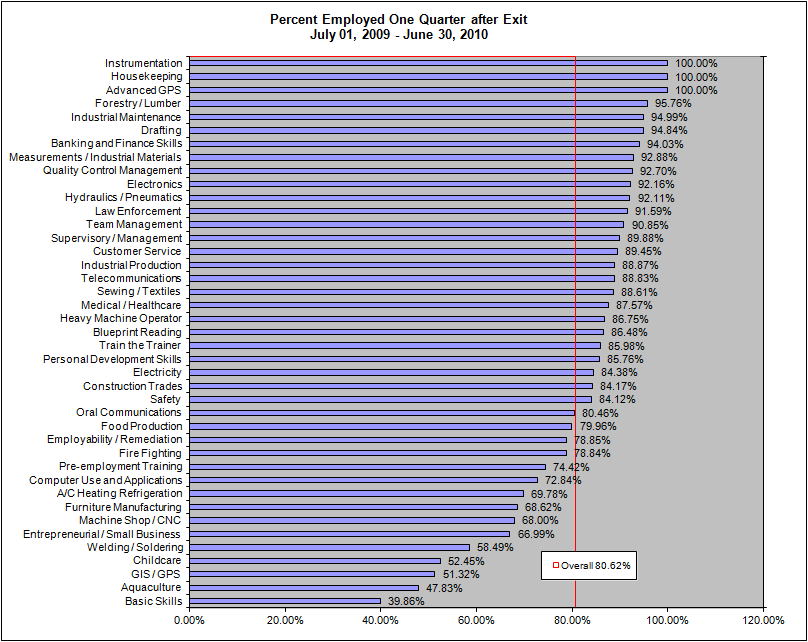 Percent Employed One Quarter after Exit
July 01, 2009 - June 30, 2010
Instrumentation 100.00%
Housekeeping 100.00%
Advanced GPS 100.00%
Forestry / Lumber 95.76%
Industrial Maintenance 94.99%
Drafting 94.84%
Banking and Finance Skills 94.03%
Measurements / Industrial Materials 92.88%
Quality Control Management 92.70%
Electronics 92.16%
Hydraulics / Pneumatics 92.11%
Law Enforcement 91.59%
Team Management 90.85%
Supervisory / Management 89.88%
Customer Service 89.45%
Industrial Production 88.87%
Telecommunications 88.83%
Sewing / Textiles 88.61%
Medical / Healthcare 87.57%
Heavy Machine Operator 86.75%
Blueprint Reading 86.48%
Train the Trainer 85.98%
Personal Development Skills 85.76%
Electricity 84.38%
Construction Trades 84.17%
Safety 84.12%
Oral Communications 80.46%
Food Production 79.96%
Employability / Remediation 78.85%
Fire Fighting 78.84%
Pre-employment Training 74.42%
Computer Use and Applications 72.84%
A/C Heating Refrigeration 69.78%
Furniture Manufacturing 68.62%
Machine Shop / CNC 68.00%
Entrepreneurial / Small Business 66.99%
Welding / Soldering 58.49%
Childcare 52.45%
Overall 80.62%
GIS / GPS 51.32%
Aquaculture 47.83%
Basic Skills 39.86%
0.00% 20.00% 40.00% 60.00% 80.00% 100.00% 120.00%